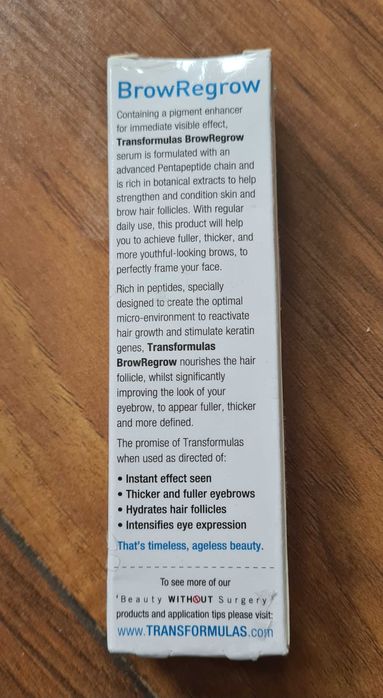 BrowRegrow
Containing a pigment enhancer
for immediate visible effect,
Transformulas BrowRegrow
serum is formulated with an
advanced Pentapeptide chain and
is rich in botanical extracts to help
strengthen and condition skin and
brow hair follicles. With regular
daily use, this product will help
you to achieve fuller, thicker, and
more youthful-looking brows, to
perfectly frame your face.
Rich in peptides, specially
designed to create the optimal
micro-environment to reactivate
hair growth and stimulate keratin
genes, Transformulas
BrowRegrow nourishes the hair
follicle, whilst significantly
improving the look of your
eyebrow, to appear fuller, thicker
and more defined.
The promise of Transformulas
when used as directed of:
• Instant effect seen
• Thicker and fuller eyebrows
• Hydrates hair follicles
• Intensifies eye expression
That's timeless, ageless beauty.
To see more of our
'Beauty WITHOUT Surgery'
products and application tips please visit:
www.TRANSFORMULAS.com